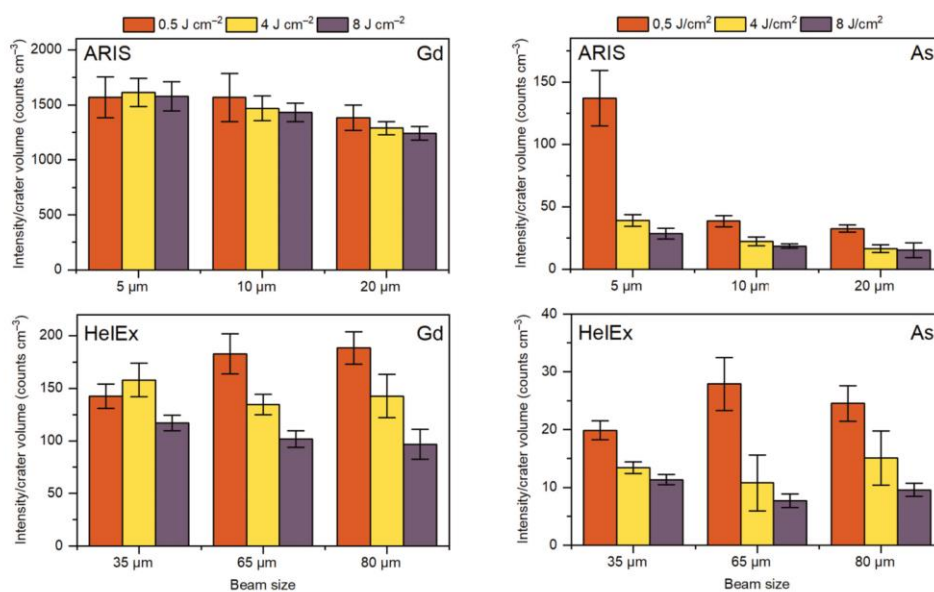 0.5 J cm⁻² 4 J cm⁻² 8 J cm⁻²
ARIS Gd
Intensity/crater volume (counts cm⁻³)
2000
1500
1000
500
0
5 µm 10 µm 20 µm
0,5 J/cm² 4 J/cm² 8 J/cm²
ARIS As
Intensity/crater volume (counts cm⁻³)
150
100
50
0
5 µm 10 µm 20 µm
HelEx Gd
Intensity/crater volume (counts cm⁻³)
200
150
100
50
0
35 µm 65 µm 80 µm
Beam size
HelEx As
Intensity/crater volume (counts cm⁻³)
40
30
20
10
0
35 µm 65 µm 80 µm
Beam size